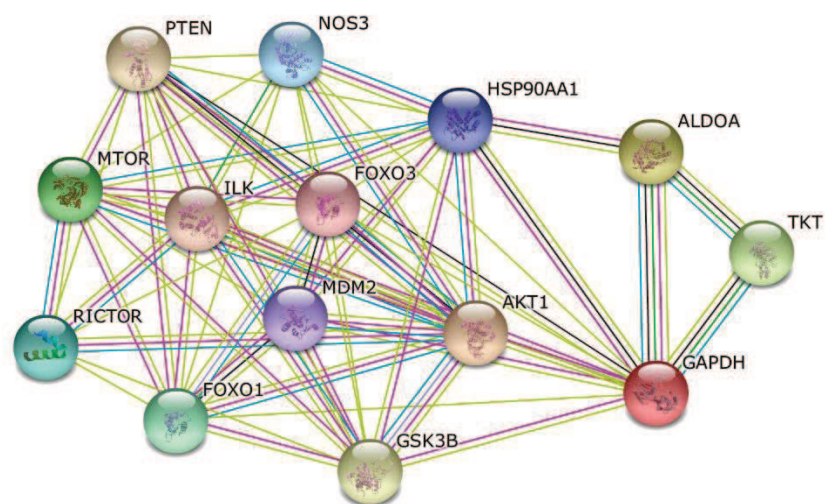 PTEN
NOS3
HSP90AA1
ALDOA
MTOR
ILK
FOXO3
TKT
MDM2
AKT1
RICTOR
GAPDH
FOXO1
GSK3B